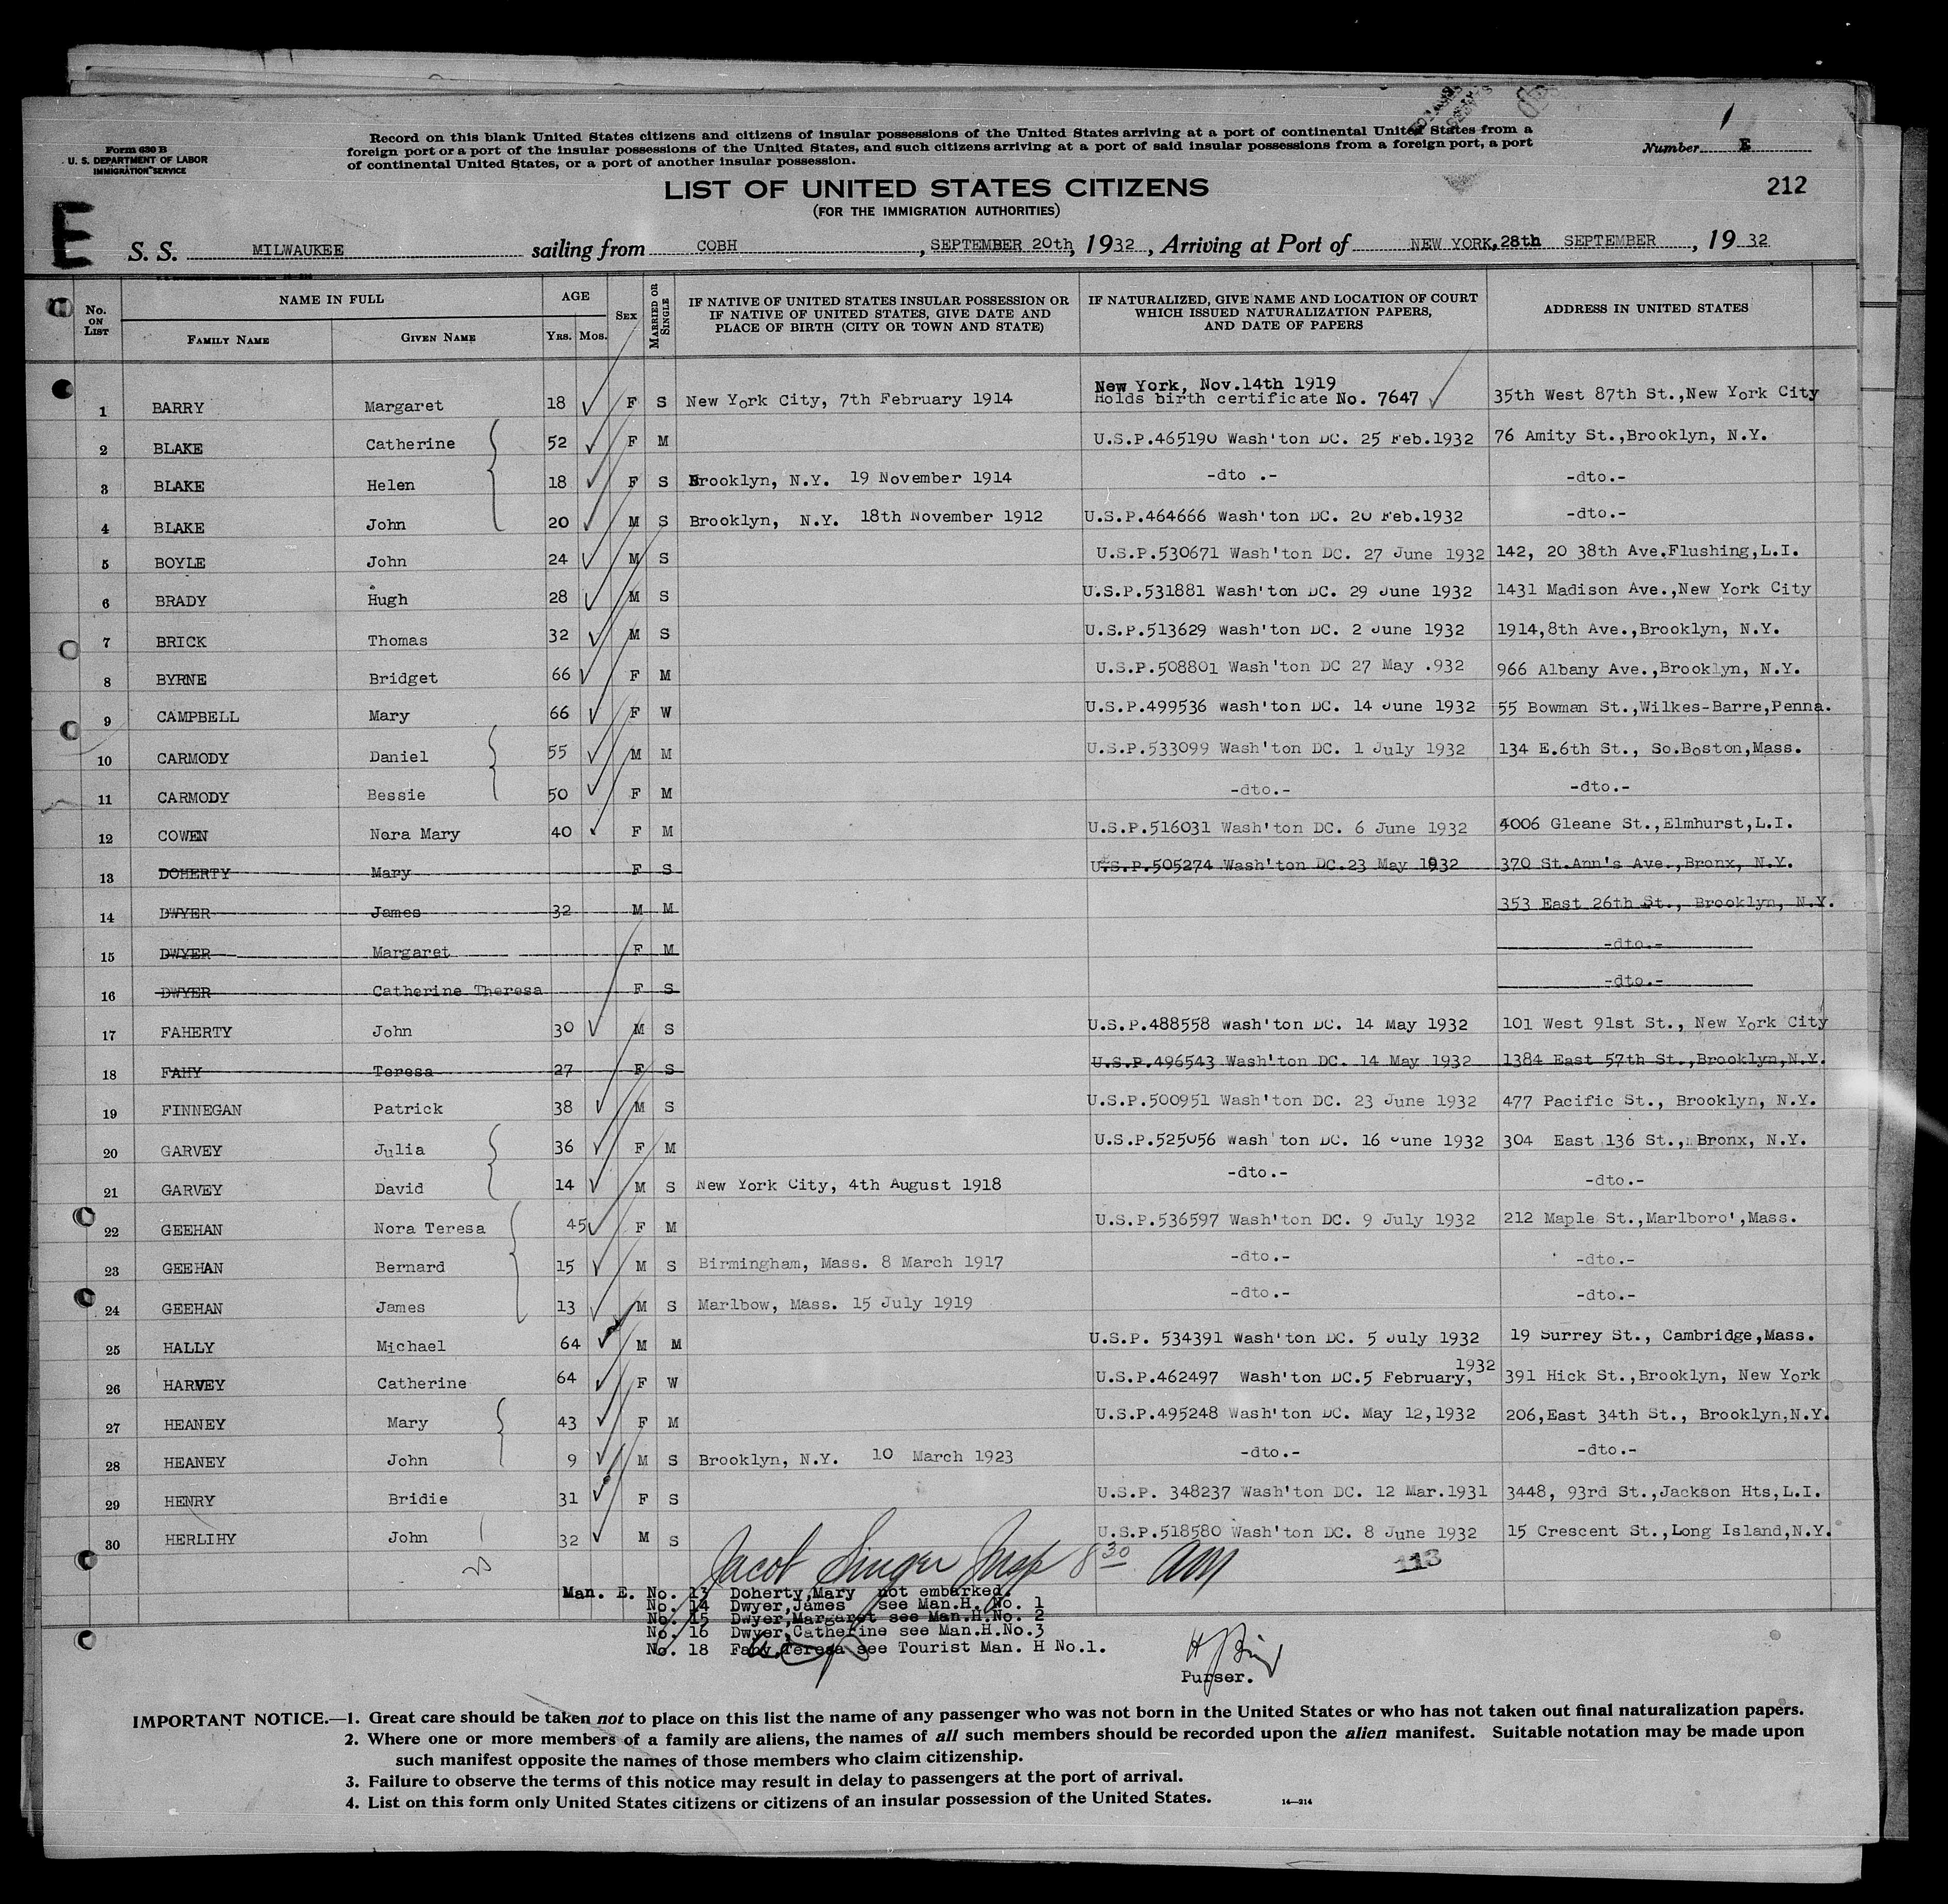 Form 630 B
U. S. DEPARTMENT OF LABOR
IMMIGRATION SERVICE
Record on this blank United States citizens and citizens of insular possessions of the United States arriving at a port of continental United States from a
foreign port or a port of the insular possessions of the United States, and such citizens arriving at a port of said insular possessions from a foreign port, a port
of continental United States, or a port of another insular possession.
Number E
212
LIST OF UNITED STATES CITIZENS
(FOR THE IMMIGRATION AUTHORITIES)
E
S. S. MILWAUKEE sailing from COBH, SEPTEMBER 20th, 1932, Arriving at Port of NEW YORK, 28th SEPTEMBER, 1932
No. ON LIST
NAME IN FULL
FAMILY NAME
GIVEN NAME
AGE
YRS. MOS.
SEX
MARRIED OR SINGLE
IF NATIVE OF UNITED STATES INSULAR POSSESSION OR
IF NATIVE OF UNITED STATES, GIVE DATE AND
PLACE OF BIRTH (CITY OR TOWN AND STATE)
IF NATURALIZED, GIVE NAME AND LOCATION OF COURT
WHICH ISSUED NATURALIZATION PAPERS,
AND DATE OF PAPERS
ADDRESS IN UNITED STATES
New York, Nov.14th 1919
1 BARRY Margaret 18 F S New York City, 7th February 1914 Holds birth certificate No. 7647 35th West 87th St.,New York City
2 BLAKE Catherine 52 F M U.S.P.465190 Wash'ton DC. 25 Feb.1932 76 Amity St.,Brooklyn, N.Y.
3 BLAKE Helen 18 F S Brooklyn, N.Y. 19 November 1914 -dto .- -dto.-
4 BLAKE John 20 M S Brooklyn, N.Y. 18th November 1912 U.S.P.464666 Wash'ton DC. 20 Feb.1932 -dto.-
5 BOYLE John 24 M S U.S.P.530671 Wash'ton DC. 27 June 1932 142, 20 38th Ave.Flushing,L.I.
6 BRADY Hugh 28 M S U.S.P.531881 Wash'ton DC. 29 June 1932 1431 Madison Ave.,New York City
7 BRICK Thomas 32 M S U.S.P.513629 Wash'ton DC. 2 June 1932 1914,8th Ave.,Brooklyn, N.Y.
8 BYRNE Bridget 66 F M U.S.P.508801 Wash'ton DC 27 May .932 966 Albany Ave.,Brooklyn, N.Y.
9 CAMPBELL Mary 66 F W U.S.P.499536 Wash'ton DC. 14 June 1932 55 Bowman St.,Wilkes-Barre,Penna.
10 CARMODY Daniel 55 M M U.S.P.533099 Wash'ton DC. 1 July 1932 134 E.6th St., So.Boston,Mass.
11 CARMODY Bessie 50 F M -dto.- -dto.-
12 COWEN Nora Mary 40 F M U.S.P.516031 Wash'ton DC. 6 June 1932 4006 Gleane St.,Elmhurst,L.I.
13 DOHERTY Mary F S U.S.P.505274 Wash'ton DC.23 May 1932 370 St.Ann's Ave.,Bronx, N.Y.
14 DWYER James 32 M M 353 East 26th St., Brooklyn, N.Y.
15 DWYER Margaret F M -dto.-
16 DWYER Catherine Theresa F S -dto.-
17 FAHERTY John 30 M S U.S.P.488558 Wash'ton DC. 14 May 1932 101 West 91st St., New York City
18 FAHY Teresa 27 F S U.S.P.496543 Wash'ton DC. 14 May 1932 1384 East 57th St.,Brooklyn,N.Y.
19 FINNEGAN Patrick 38 M S U.S.P.500951 Wash'ton DC. 23 June 1932 477 Pacific St., Brooklyn, N.Y.
20 GARVEY Julia 36 F M U.S.P.525056 Wash'ton DC. 16 June 1932 304 East 136 St., Bronx, N.Y.
21 GARVEY David 14 M S New York City, 4th August 1918 -dto.- -dto.-
22 GEEHAN Nora Teresa 45 F M U.S.P.536597 Wash'ton DC. 9 July 1932 212 Maple St.,Marlboro',Mass.
23 GEEHAN Bernard 15 M S Birmingham, Mass. 8 March 1917 -dto.- -dto.-
24 GEEHAN James 13 M S Marlbow, Mass. 15 July 1919 -dto.- -dto.-
25 HALLY Michael 64 M M U.S.P. 534391 Wash'ton DC. 5 July 1932 19 Surrey St., Cambridge,Mass.
26 HARVEY Catherine 64 F W U.S.P.462497 Wash'ton DC.5 February, 1932 391 Hick St.,Brooklyn, New York
27 HEANEY Mary 43 F M U.S.P.495248 Wash'ton DC. May 12,1932 206,East 34th St., Brooklyn,N.Y.
28 HEANEY John 9 M S Brooklyn, N.Y. 10 March 1923 -dto.- -dto.-
29 HENRY Bridie 31 F S U.S.P. 348237 Wash'ton DC. 12 Mar.1931 3448, 93rd St.,Jackson Hts,L.I.
30 HERLIHY John 32 M S U.S.P.518580 Wash'ton DC. 8 June 1932 15 Crescent St.,Long Island,N.Y.
Jacob Singer Insp 8 30 am
113
Man. E. No. 13 Doherty,Mary not embarked.
No. 14 Dwyer,James see Man.H. No. 1
No. 15 Dwyer,Margaret see Man.H.No. 2
No. 16 Dwyer,Catherine see Man.H.No.3
No. 18 Fahy,Teresa see Tourist Man. H No.1.
Purser.
IMPORTANT NOTICE.—1. Great care should be taken not to place on this list the name of any passenger who was not born in the United States or who has not taken out final naturalization papers.
2. Where one or more members of a family are aliens, the names of all such members should be recorded upon the alien manifest. Suitable notation may be made upon
such manifest opposite the names of those members who claim citizenship.
3. Failure to observe the terms of this notice may result in delay to passengers at the port of arrival.
4. List on this form only United States citizens or citizens of an insular possession of the United States.
14—214